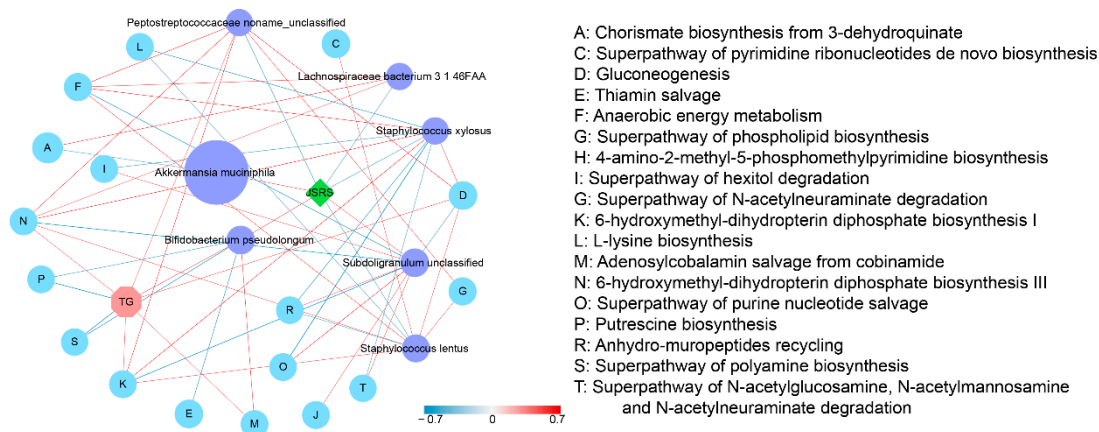 Peptostreptococcaceae noname_unclassified
L
C
Lachnospiraceae bacterium 3 1 46FAA
F
Staphylococcus xylosus
A
I
Akkermansia muciniphila
JSRS
D
N
Bifidobacterium pseudolongum
Subdoligranulum unclassified
P
TG
G
R
S
Staphylococcus lentus
O
K
T
E
M
J
-0.7 0 0.7
A: Chorismate biosynthesis from 3-dehydroquinate
C: Superpathway of pyrimidine ribonucleotides de novo biosynthesis
D: Gluconeogenesis
E: Thiamin salvage
F: Anaerobic energy metabolism
G: Superpathway of phospholipid biosynthesis
H: 4-amino-2-methyl-5-phosphomethylpyrimidine biosynthesis
I: Superpathway of hexitol degradation
G: Superpathway of N-acetylneuraminate degradation
K: 6-hydroxymethyl-dihydropterin diphosphate biosynthesis I
L: L-lysine biosynthesis
M: Adenosylcobalamin salvage from cobinamide
N: 6-hydroxymethyl-dihydropterin diphosphate biosynthesis III
O: Superpathway of purine nucleotide salvage
P: Putrescine biosynthesis
R: Anhydro-muropeptides recycling
S: Superpathway of polyamine biosynthesis
T: Superpathway of N-acetylglucosamine, N-acetylmannosamine
and N-acetylneuraminate degradation